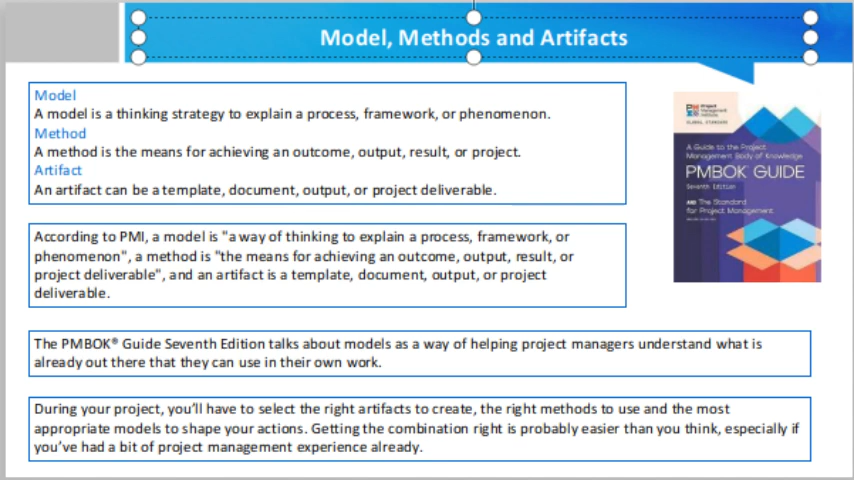 Model, Methods and Artifacts
Model
A model is a thinking strategy to explain a process, framework, or phenomenon.
Method
A method is the means for achieving an outcome, output, result, or project.
Artifact
An artifact can be a template, document, output, or project deliverable.
According to PMI, a model is "a way of thinking to explain a process, framework, or
phenomenon", a method is "the means for achieving an outcome, output, result, or
project deliverable", and an artifact is a template, document, output, or project
deliverable.
The PMBOK® Guide Seventh Edition talks about models as a way of helping project managers understand what is
already out there that they can use in their own work.
During your project, you’ll have to select the right artifacts to create, the right methods to use and the most
appropriate models to shape your actions. Getting the combination right is probably easier than you think, especially if
you’ve had a bit of project management experience already.
Project
Management
Institute
GLOBAL STANDARD
A Guide to the Project
Management Body of Knowledge
PMBOK GUIDE
Seventh Edition
AND The Standard
for Project Management